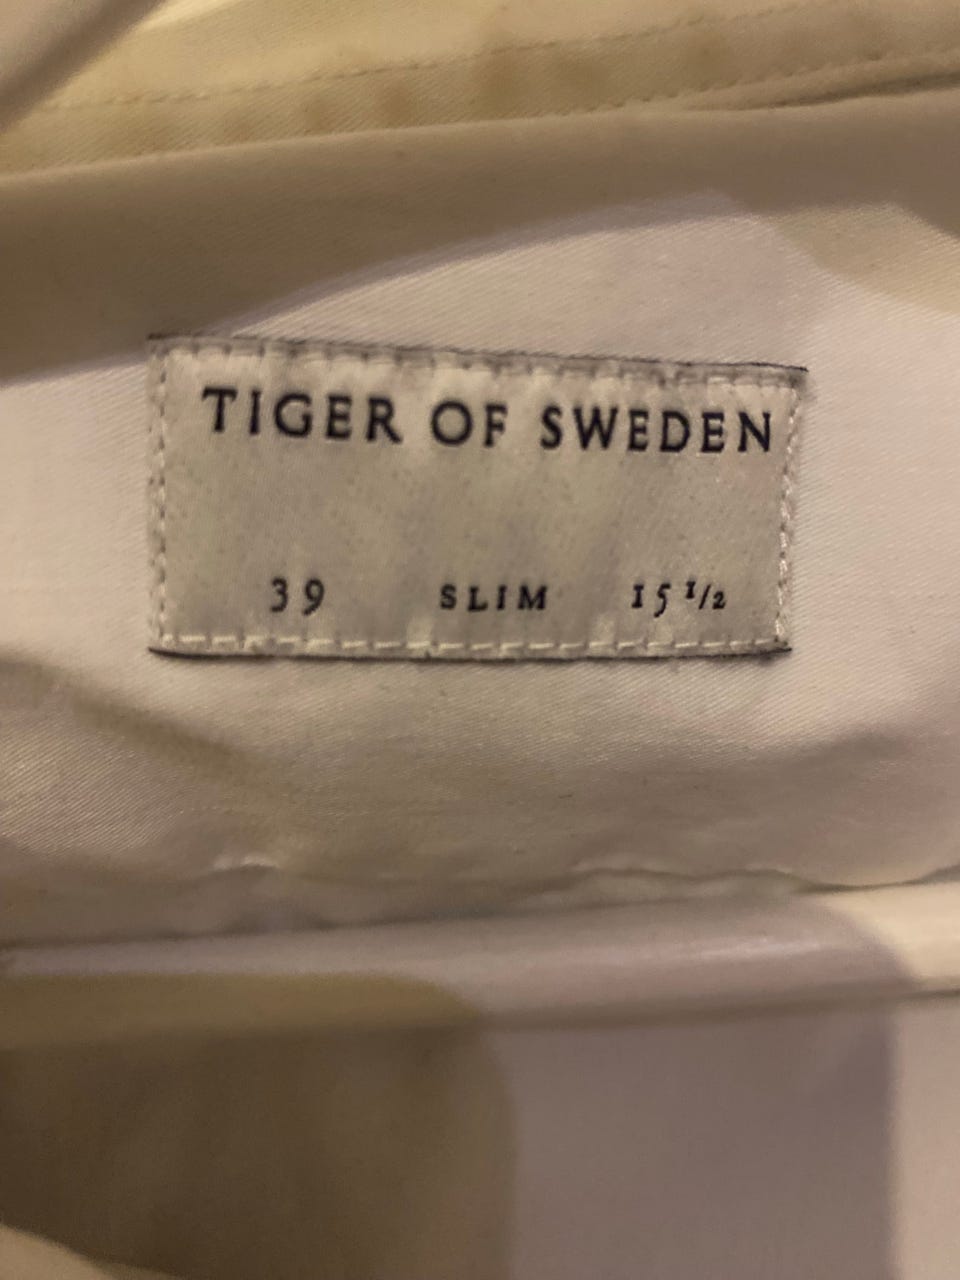 TIGER OF SWEDEN
39 SLIM 15 1/2